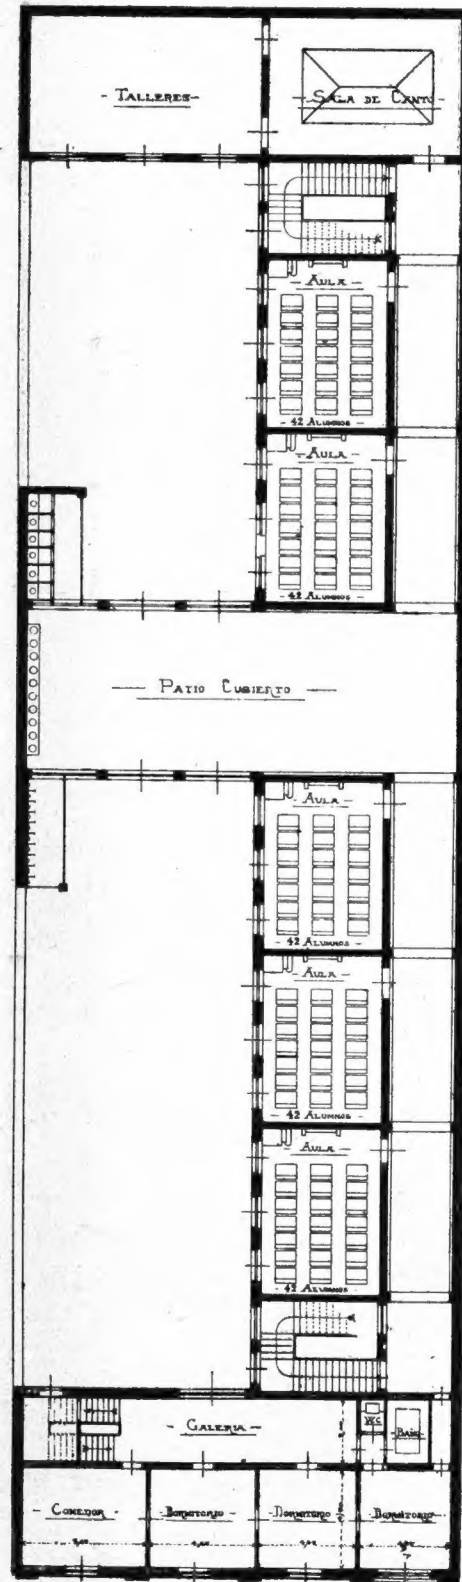 - TALLERES -
- SALA DE CANTO -
- AULA -
- 42 ALUMNOS -
- AULA -
- 42 ALUMNOS -
- PATIO CUBIERTO -
- AULA -
- 42 ALUMNOS -
- AULA -
- 42 ALUMNOS -
- AULA -
- 42 ALUMNOS -
- GALERIA -
W.C.
- BAÑO -
- COMEDOR -
- DORMITORIO -
- DORMITORIO -
- DORMITORIO -